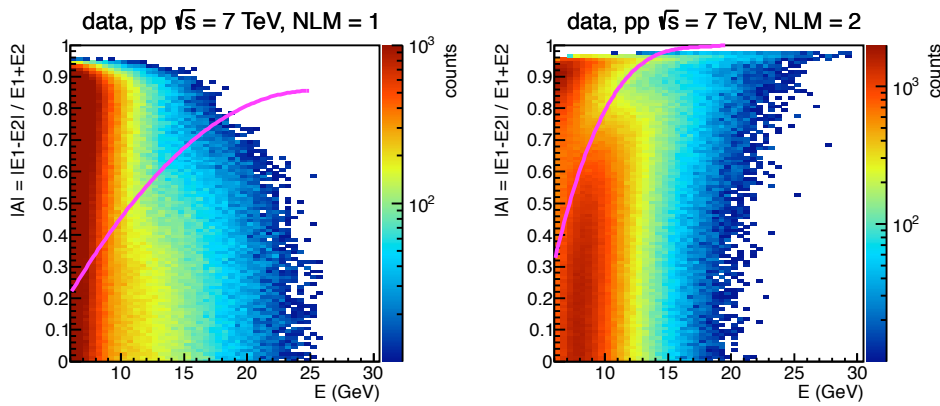 data, pp √s = 7 TeV, NLM = 1
|A| = |E1-E2| / E1+E2
1
0.9
0.8
0.7
0.6
0.5
0.4
0.3
0.2
0.1
0
10 15 20 25 30
E (GeV)
counts
10³
10²
data, pp √s = 7 TeV, NLM = 2
|A| = |E1-E2| / E1+E2
1
0.9
0.8
0.7
0.6
0.5
0.4
0.3
0.2
0.1
0
10 15 20 25 30
E (GeV)
counts
10³
10²